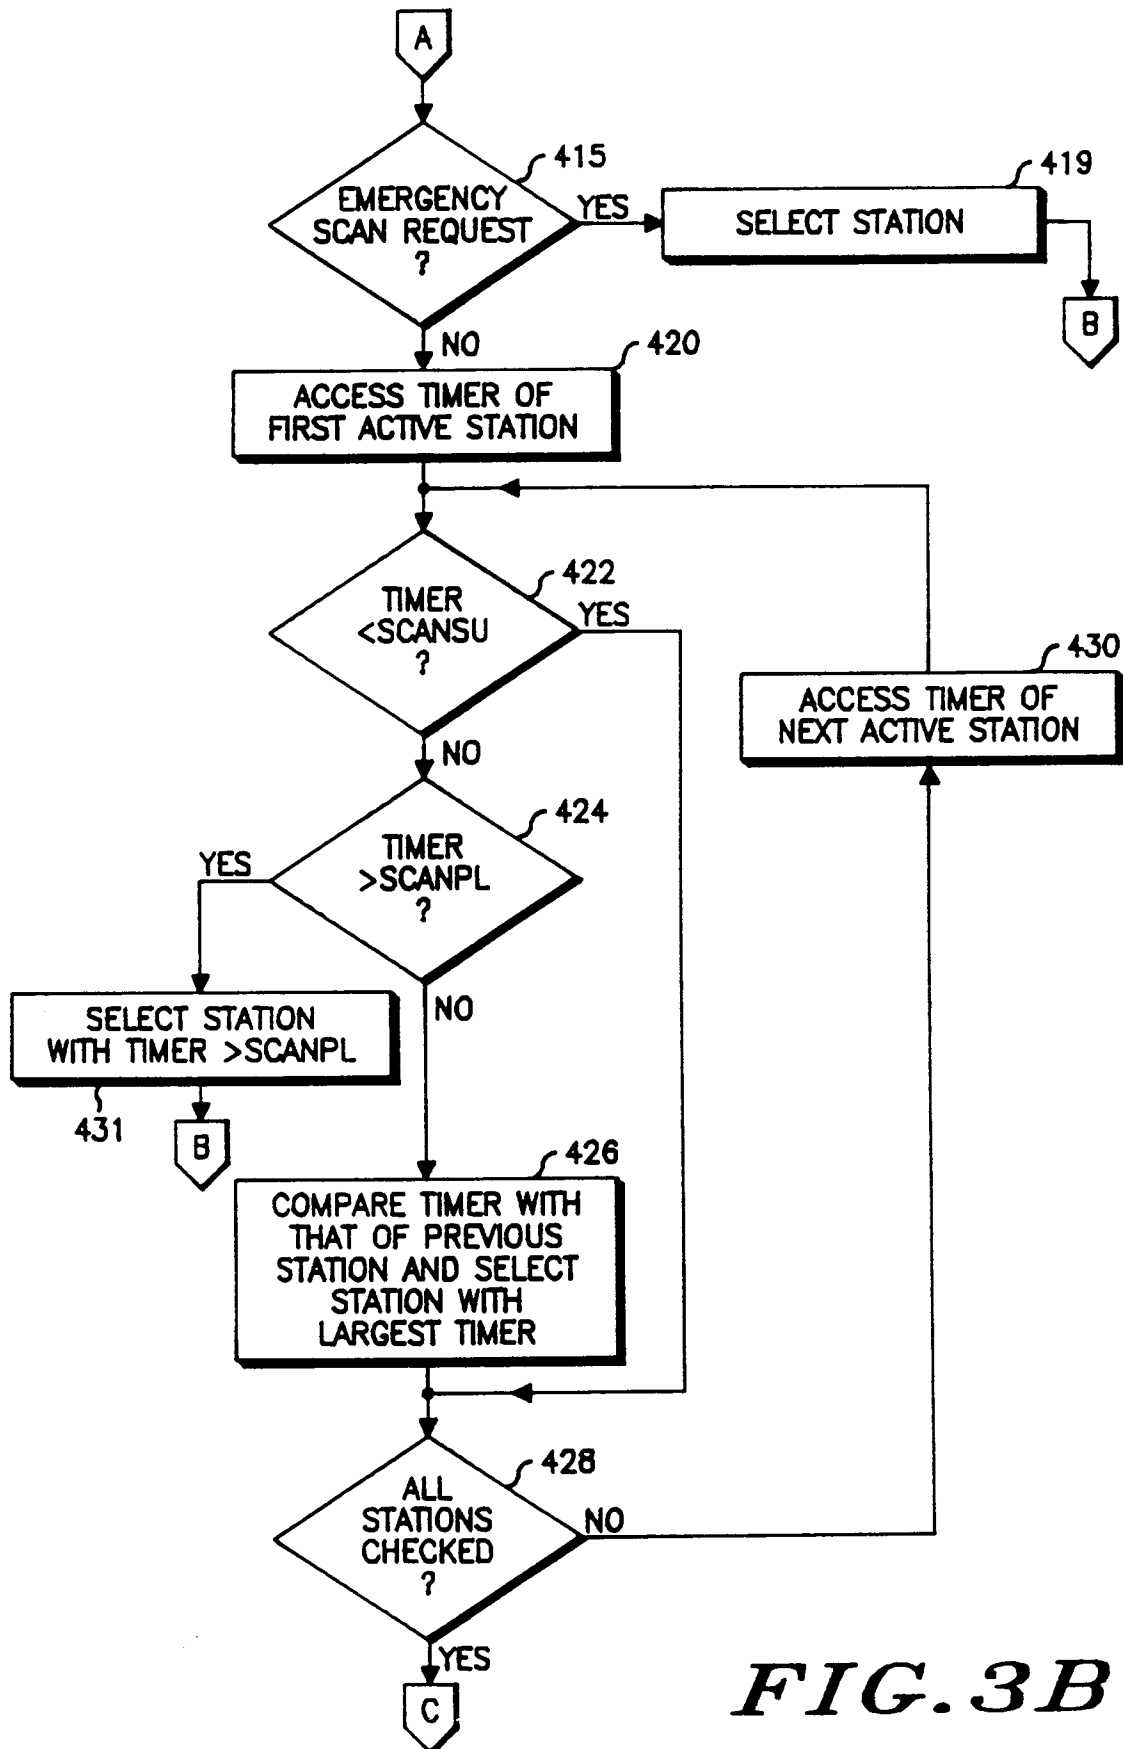 A
415
EMERGENCY
SCAN REQUEST
?
YES
419
SELECT STATION
B
NO
420
ACCESS TIMER OF
FIRST ACTIVE STATION
422
TIMER
<SCANSU
?
YES
430
ACCESS TIMER OF
NEXT ACTIVE STATION
NO
424
TIMER
>SCANPL
?
YES
NO
SELECT STATION
WITH TIMER >SCANPL
431
B
426
COMPARE TIMER WITH
THAT OF PREVIOUS
STATION AND SELECT
STATION WITH
LARGEST TIMER
428
ALL
STATIONS
CHECKED
?
NO
YES
C
FIG.3B